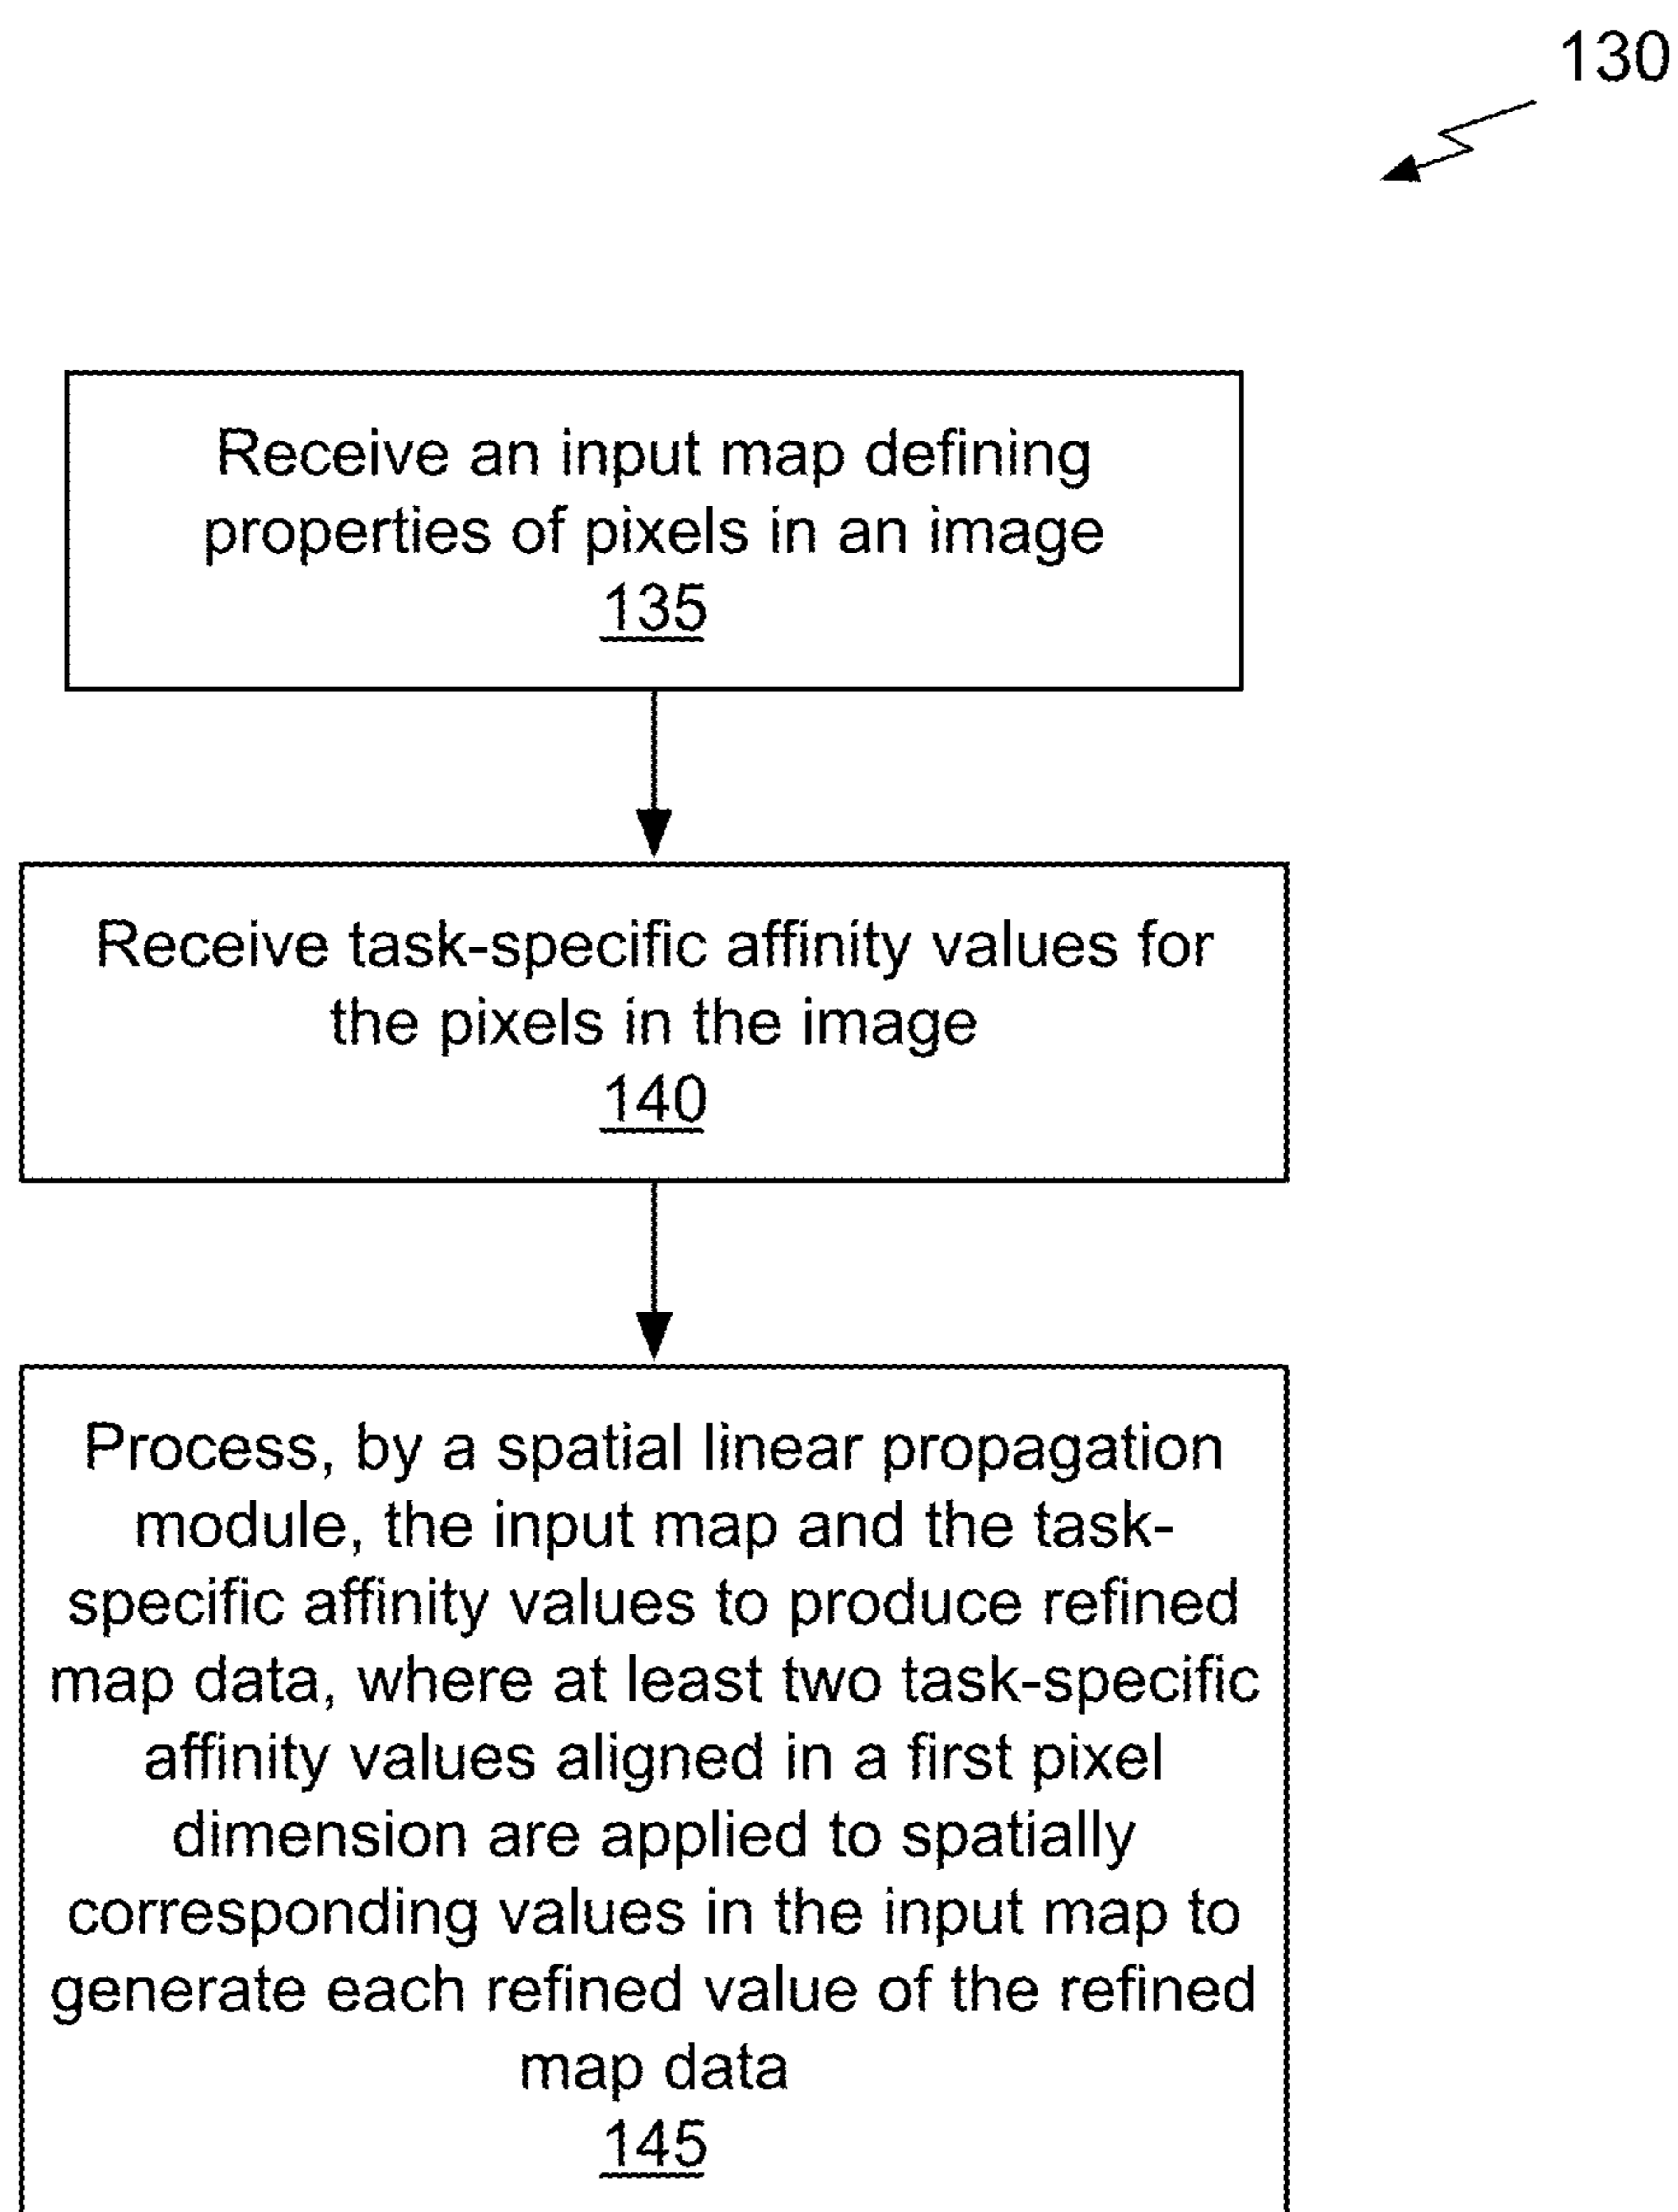 130
Receive an input map defining
properties of pixels in an image
135
Receive task-specific affinity values for
the pixels in the image
140
Process, by a spatial linear propagation
module, the input map and the task-
specific affinity values to produce refined
map data, where at least two task-specific
affinity values aligned in a first pixel
dimension are applied to spatially
corresponding values in the input map to
generate each refined value of the refined
map data
145